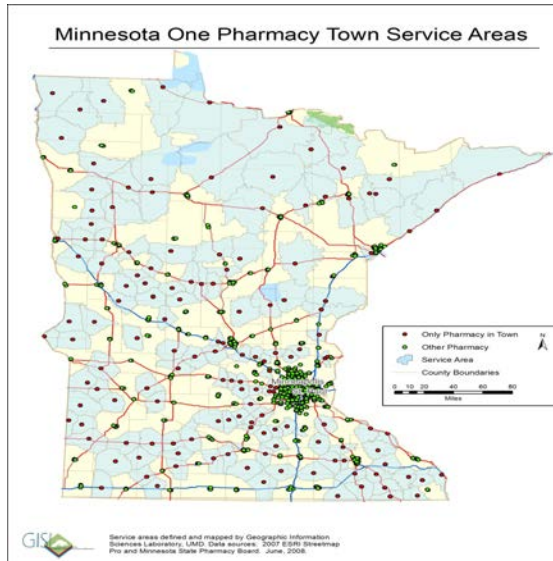 Minnesota One Pharmacy Town Service Areas
Minneapolis
Only Pharmacy in Town
Other Pharmacy
Service Area
County Boundaries
N
0 10 20 40 60 80
Miles
GISL
Service areas defined and mapped by Geographic Information
Sciences Laboratory, UMD. Data sources: 2007 ESRI Streetmap
Pro and Minnesota State Pharmacy Board. June, 2008.